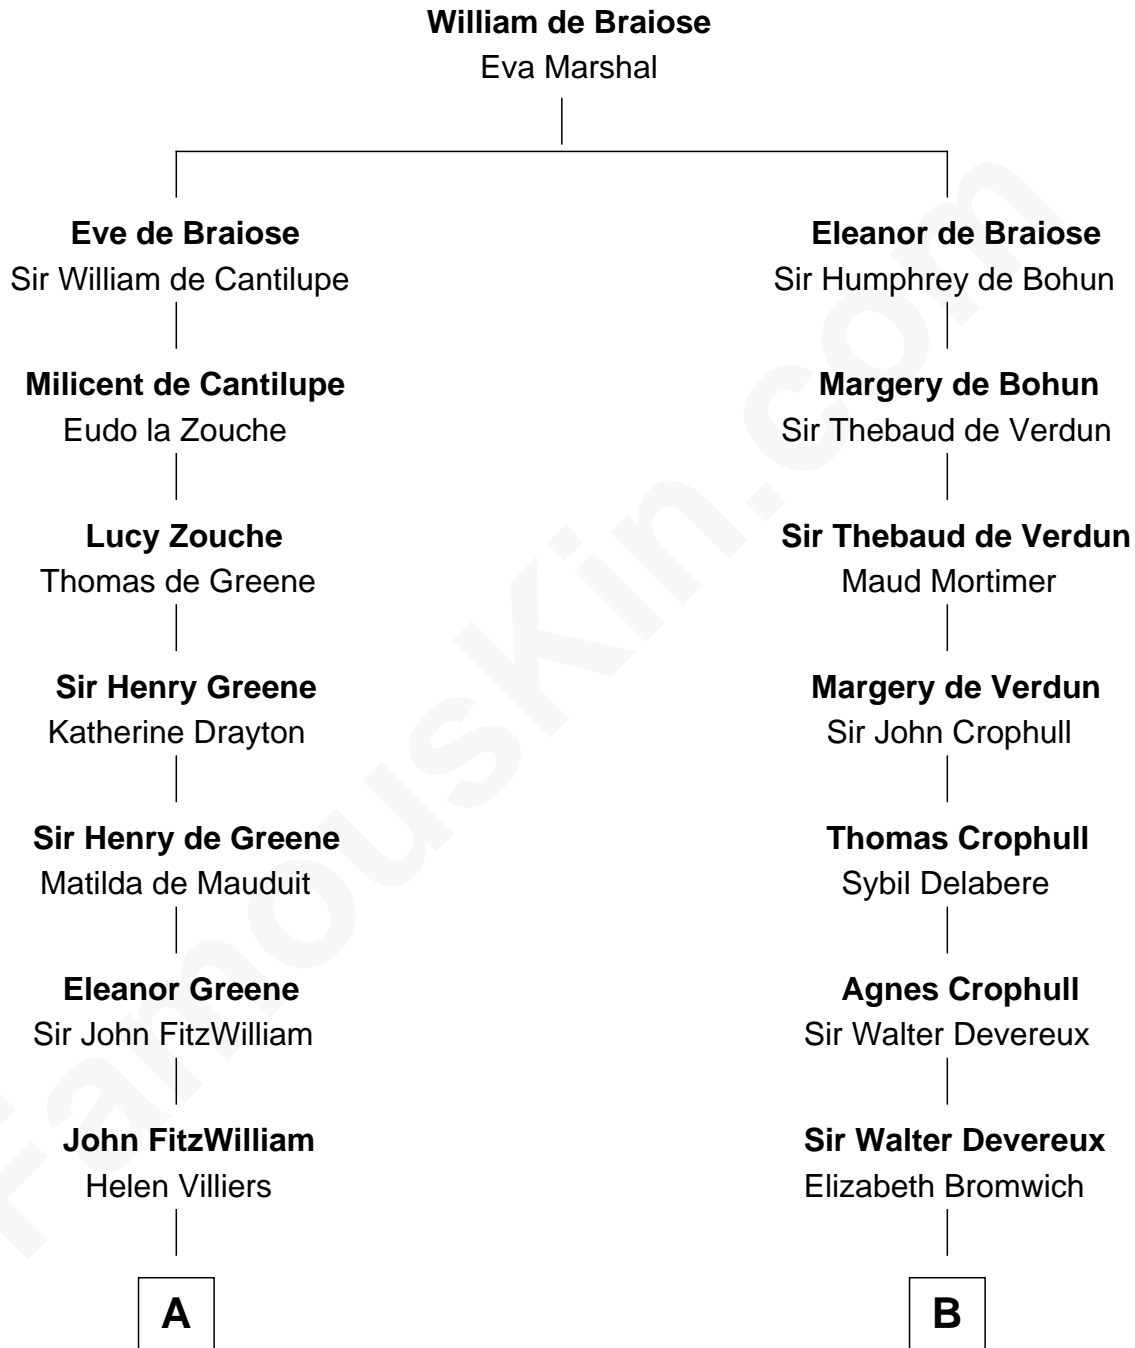 William de Braiose
Eva Marshal
Eve de Braiose
Sir William de Cantilupe
Eleanor de Braiose
Sir Humphrey de Bohun
Milicent de Cantilupe
Eudo la Zouche
Margery de Bohun
Sir Thebaud de Verdun
Lucy Zouche
Thomas de Greene
Sir Thebaud de Verdun
Maud Mortimer
Sir Henry Greene
Katherine Drayton
Margery de Verdun
Sir John Crophull
Sir Henry de Greene
Matilda de Mauduit
Thomas Crophull
Sybil Delabere
Eleanor Greene
Sir John FitzWilliam
Agnes Crophull
Sir Walter Devereux
John FitzWilliam
Helen Villiers
Sir Walter Devereux
Elizabeth Bromwich
A
B
FamousKin.com